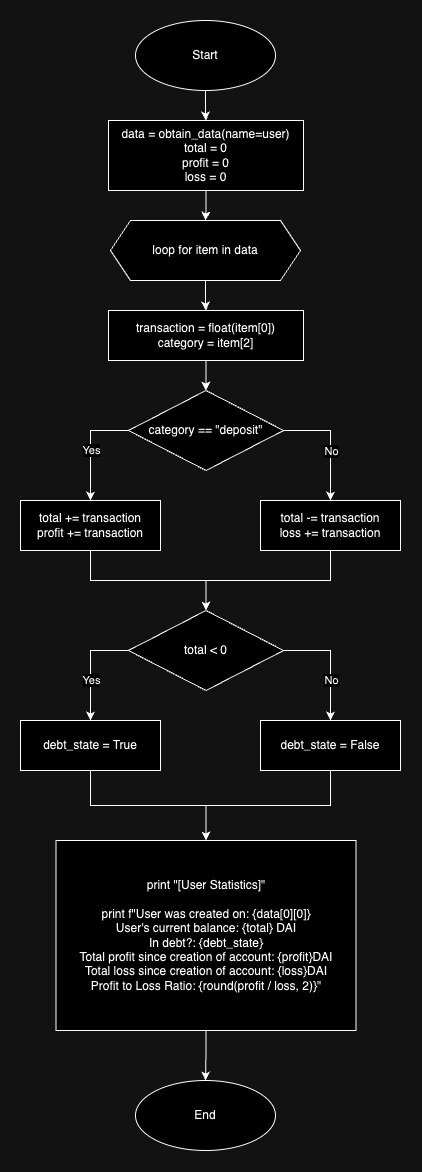 Start
data = obtain_data(name=user)
total = 0
profit = 0
loss = 0
loop for item in data
transaction = float(item[0])
category = item[2]
category == "deposit"
Yes
No
total += transaction
profit += transaction
total -= transaction
loss += transaction
total < 0
Yes
No
debt_state = True
debt_state = False
print "[User Statistics]"
print f"User was created on: {data[0][0]}
User's current balance: {total} DAI
In debt?: {debt_state}
Total profit since creation of account: {profit}DAI
Total loss since creation of account: {loss}DAI
Profit to Loss Ratio: {round(profit / loss, 2)}"
End